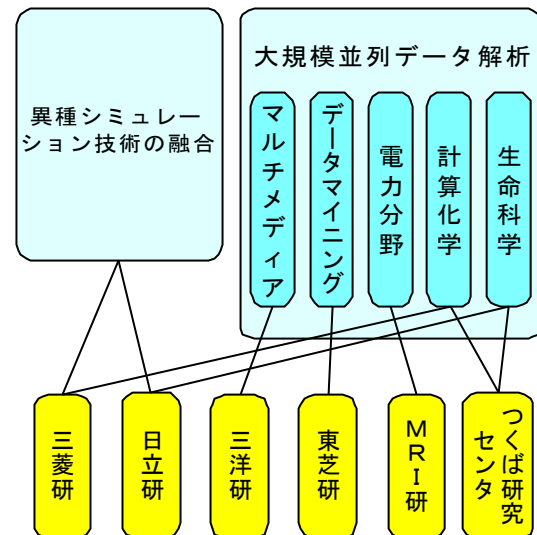 異種シミュレー
ション技術の融合
大規模並列データ解析
マルチメディア
データマイニング
電力分野
計算化学
生命科学
三菱研
日立研
三洋研
東芝研
MRI研
つくば研究
センタ